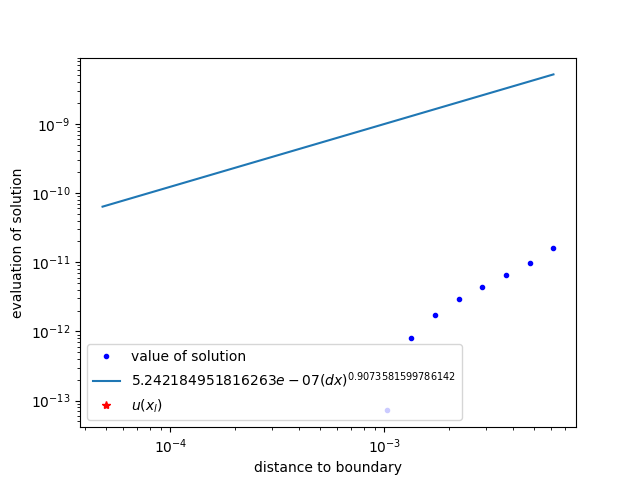 10⁻⁹
10⁻¹⁰
10⁻¹¹
10⁻¹²
10⁻¹³
evaluation of solution
value of solution
5.242184951816263e − 07(dx)^0.9073581599786142
u(x_l)
10⁻⁴
10⁻³
distance to boundary